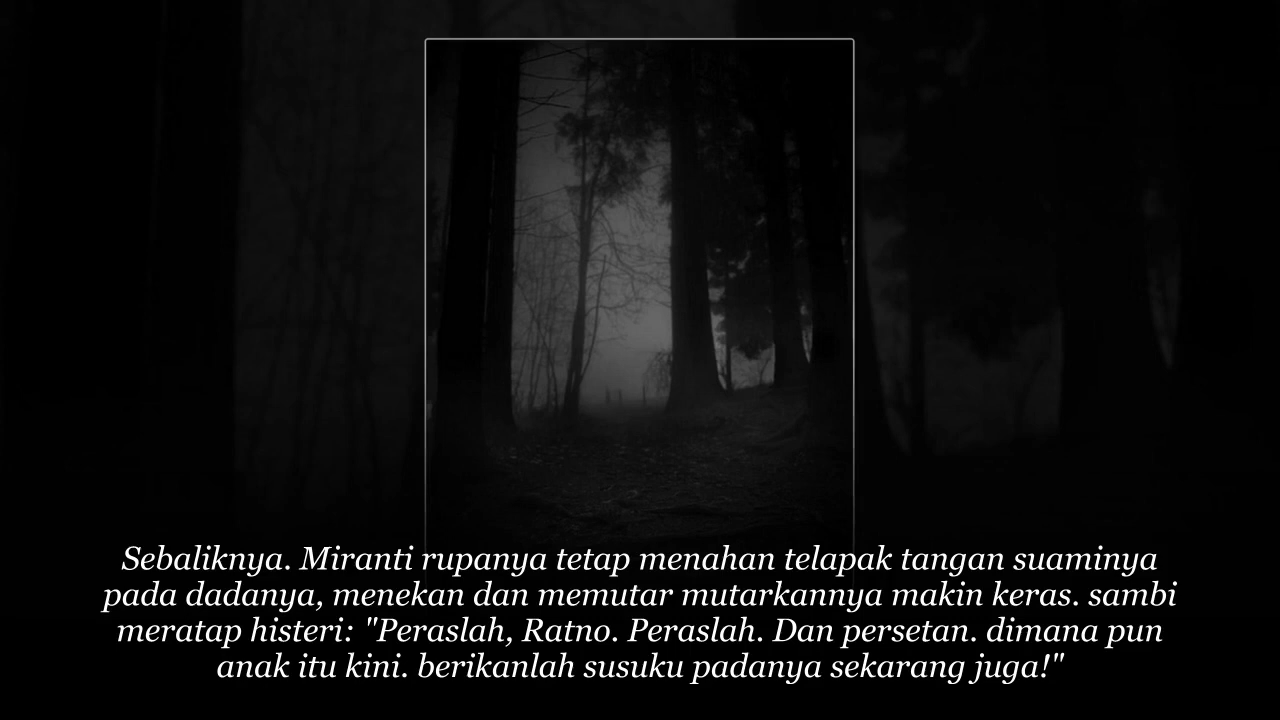 Sebaliknya. Miranti rupanya tetap menahan telapak tangan suaminya
pada dadanya, menekan dan memutar mutarkannya makin keras. sambi
meratap histeri: "Peraslah, Ratno. Peraslah. Dan persetan. dimana pun
anak itu kini. berikanlah susuku padanya sekarang juga!"